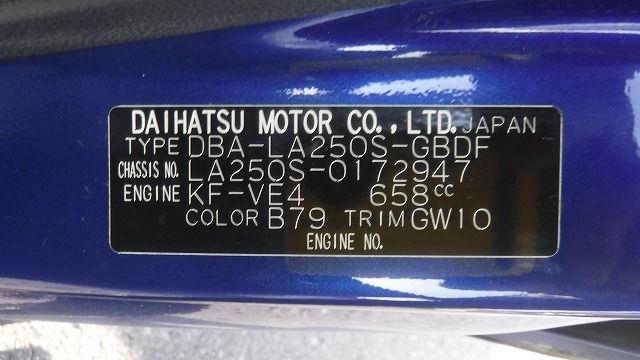 DAIHATSU MOTOR CO., LTD. JAPAN
TYPE DBA-LA250S-GBDF
CHASSIS NO. LA250S-0172947
ENGINE KF-VE4 658cc
COLOR B79 TRIM GW10
ENGINE NO.